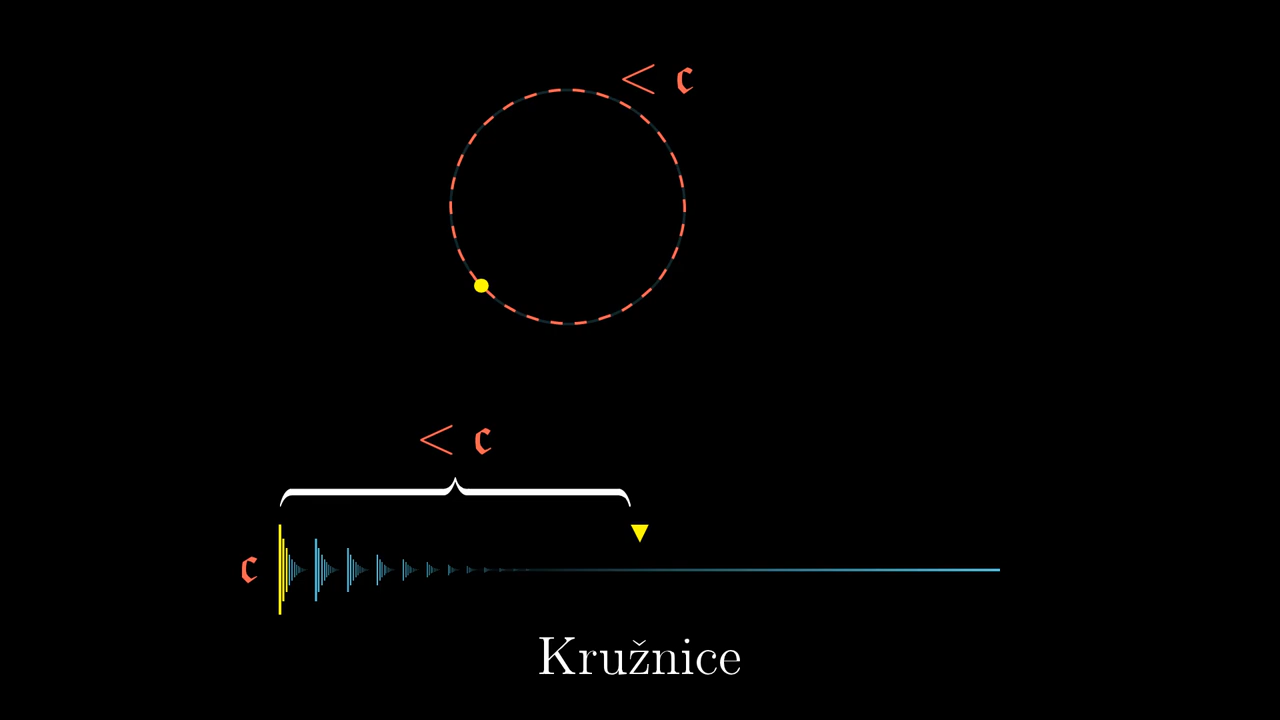 < 𝔠
< 𝔠
𝔠
Kružnice